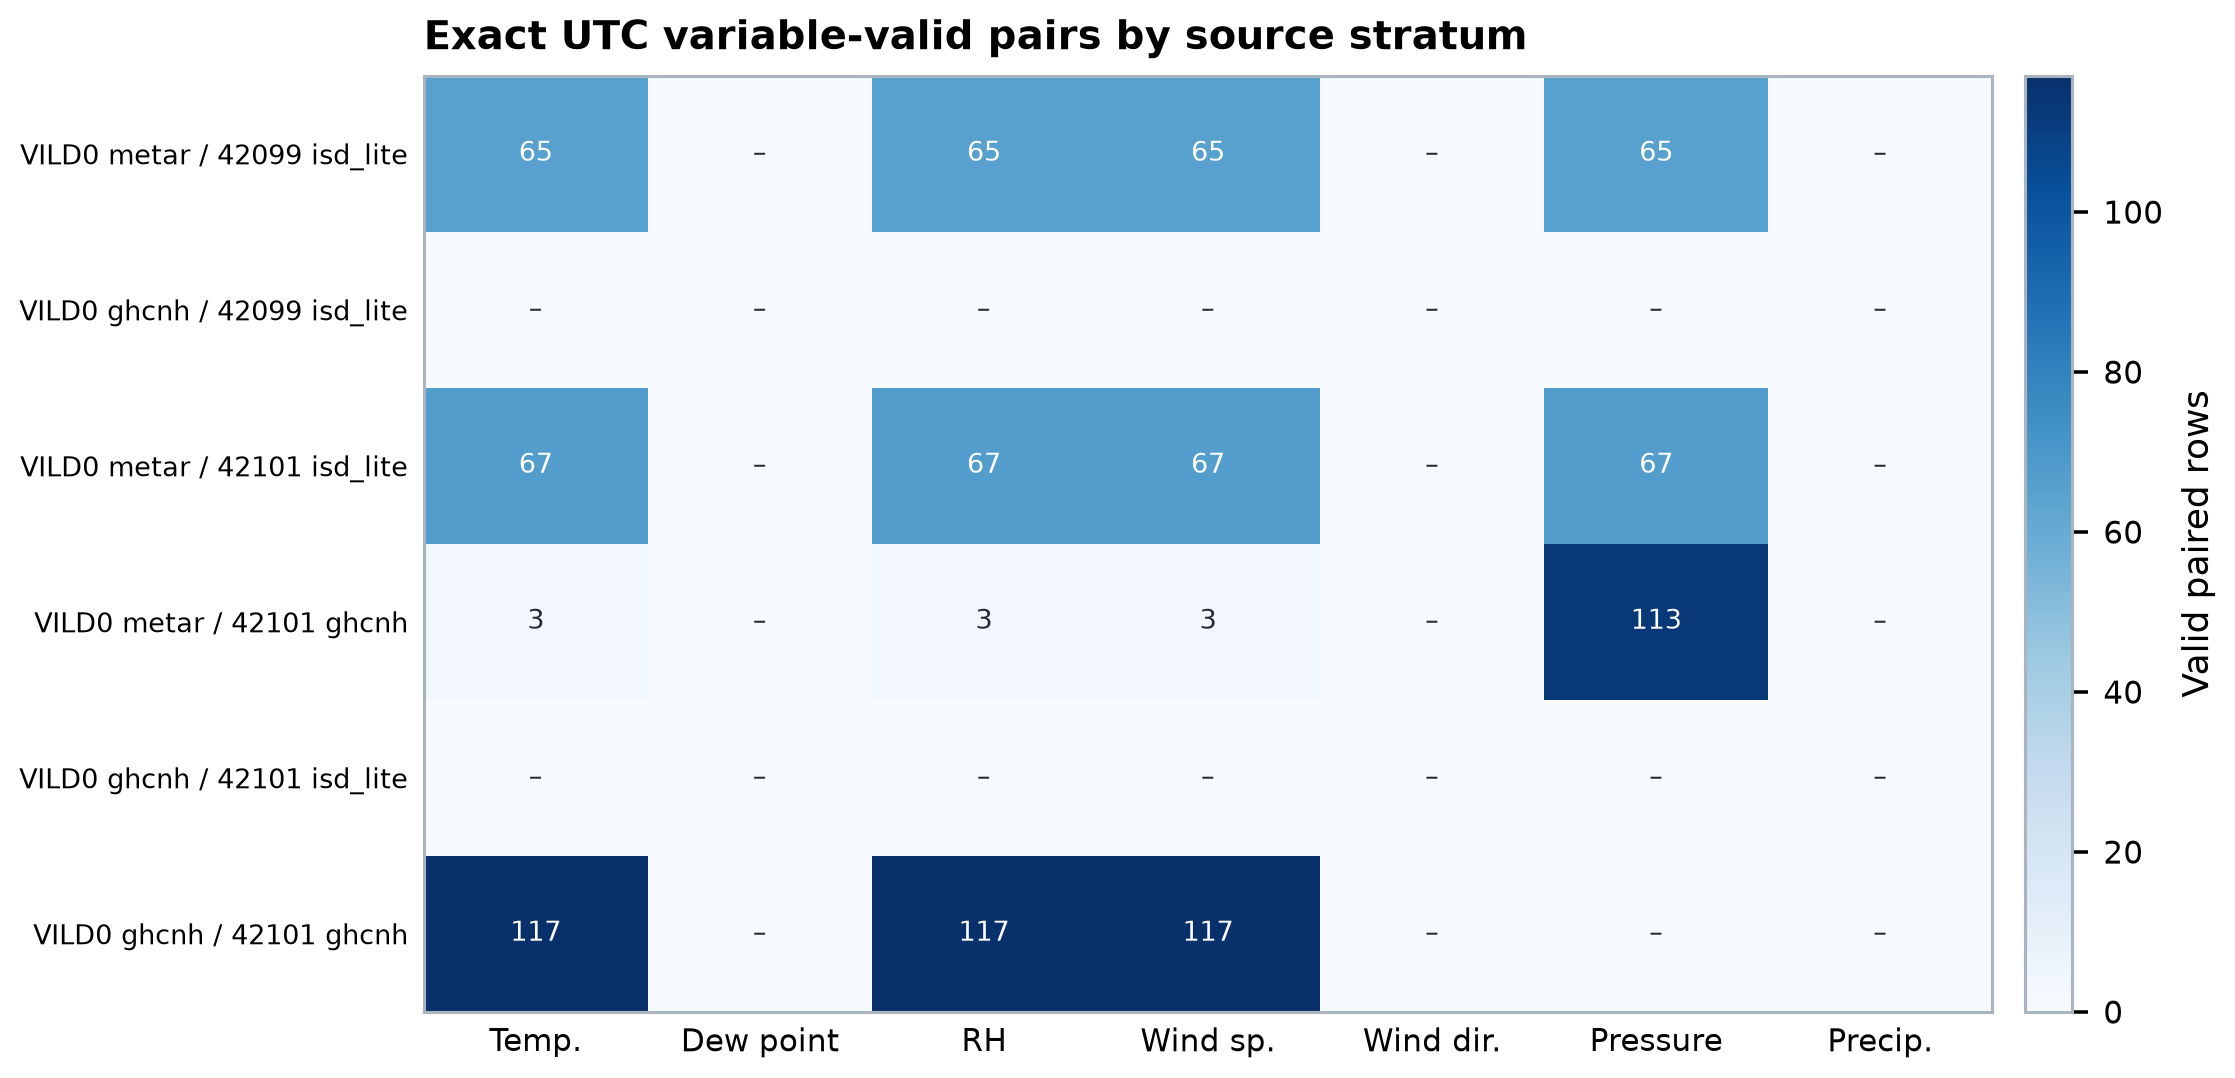 Exact UTC variable-valid pairs by source stratum
VILD0 metar / 42099 isd_lite 65 – 65 65 – 65 –
VILD0 ghcnh / 42099 isd_lite – – – – – – –
VILD0 metar / 42101 isd_lite 67 – 67 67 – 67 –
VILD0 metar / 42101 ghcnh 3 – 3 3 – 113 –
VILD0 ghcnh / 42101 isd_lite – – – – – – –
VILD0 ghcnh / 42101 ghcnh 117 – 117 117 – – –
Temp. Dew point RH Wind sp. Wind dir. Pressure Precip.
100
80
60
40
20
0
Valid paired rows